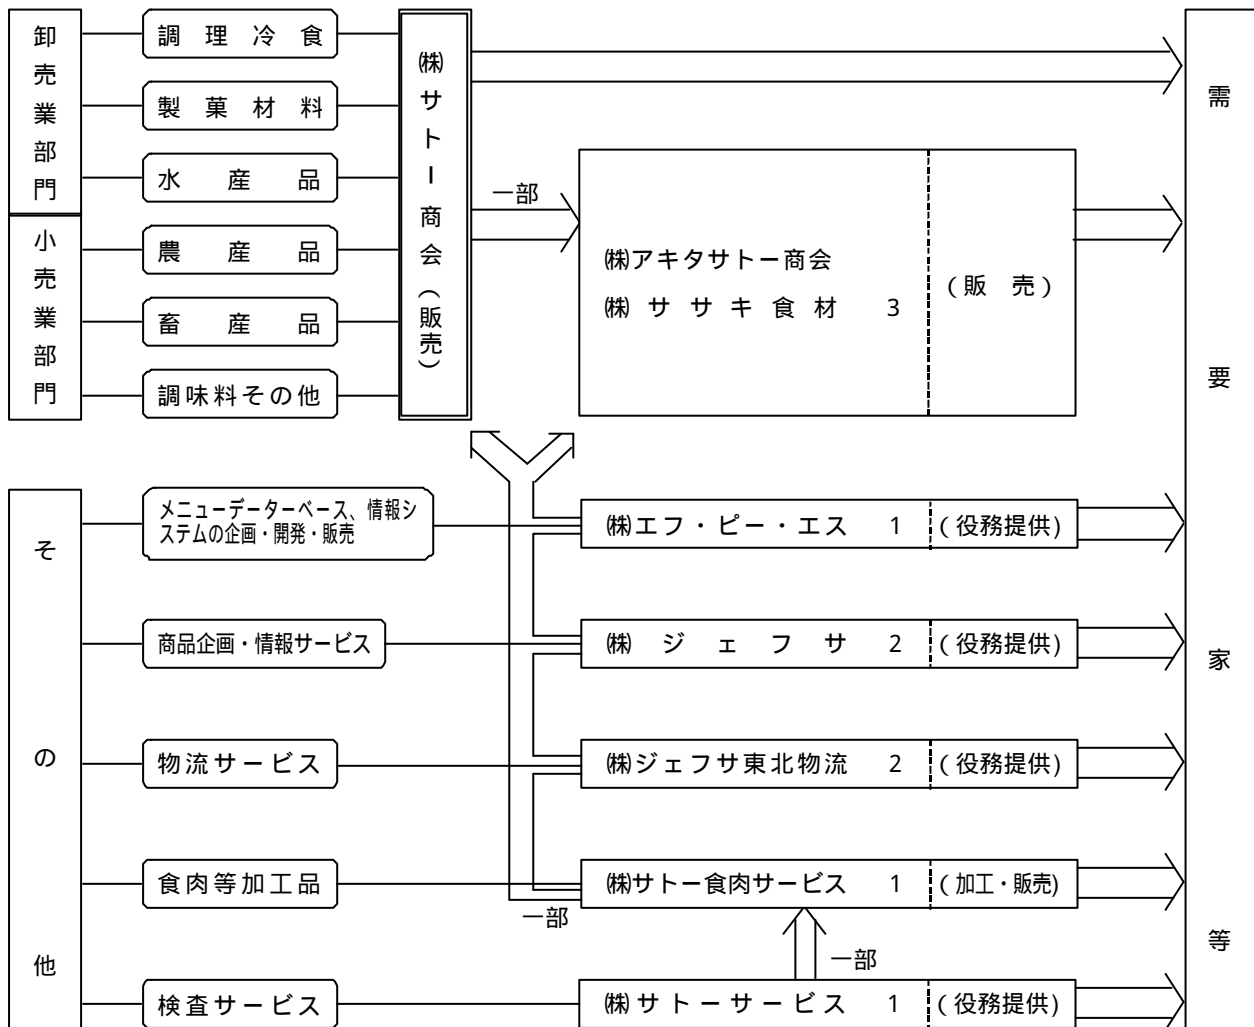 卸売業部門
小売業部門
その他
調理冷食
製菓材料
水産品
農産品
畜産品
調味料その他
メニューデーターベース、情報シ
ステムの企画・開発・販売
商品企画・情報サービス
物流サービス
食肉等加工品
検査サービス
㈱サトー商会(販売)
一部
㈱アキタサトー商会
㈱ササキ食材 3
(販売)
㈱エフ・ピー・エス 1 (役務提供)
㈱ジェフサ 2 (役務提供)
㈱ジェフサ東北物流 2 (役務提供)
㈱サトー食肉サービス 1 (加工・販売)
一部
一部
㈱サトーサービス 1 (役務提供)
需要家等